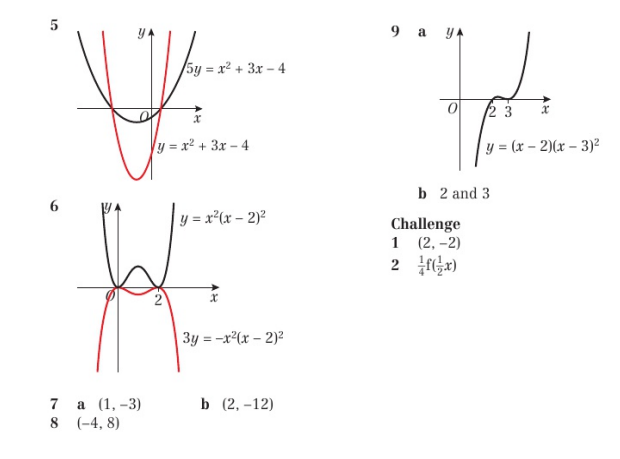 5
y
5y = x² + 3x – 4
O
x
y = x² + 3x – 4
6
y
y = x²(x – 2)²
O
2
x
3y = –x²(x – 2)²
7 a (1, –3) b (2, –12)
8 (–4, 8)
9 a
y
O
2 3
x
y = (x – 2)(x – 3)²
b 2 and 3
Challenge
1 (2, –2)
2 ¼f(½x)